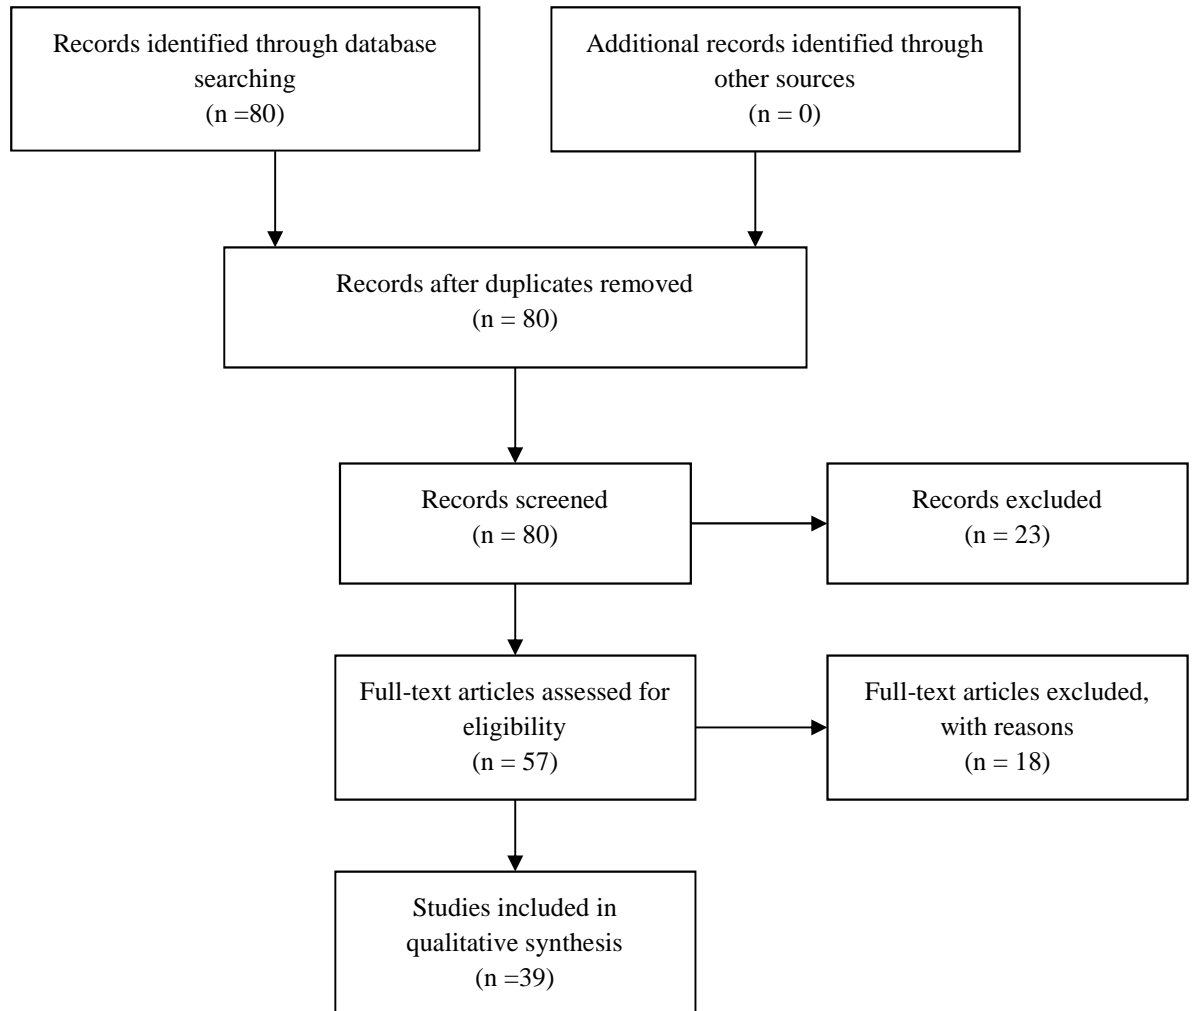 Records identified through database
searching
(n =80)
Additional records identified through
other sources
(n = 0)
Records after duplicates removed
(n = 80)
Records screened
(n = 80)
Records excluded
(n = 23)
Full-text articles assessed for
eligibility
(n = 57)
Full-text articles excluded,
with reasons
(n = 18)
Studies included in
qualitative synthesis
(n =39)